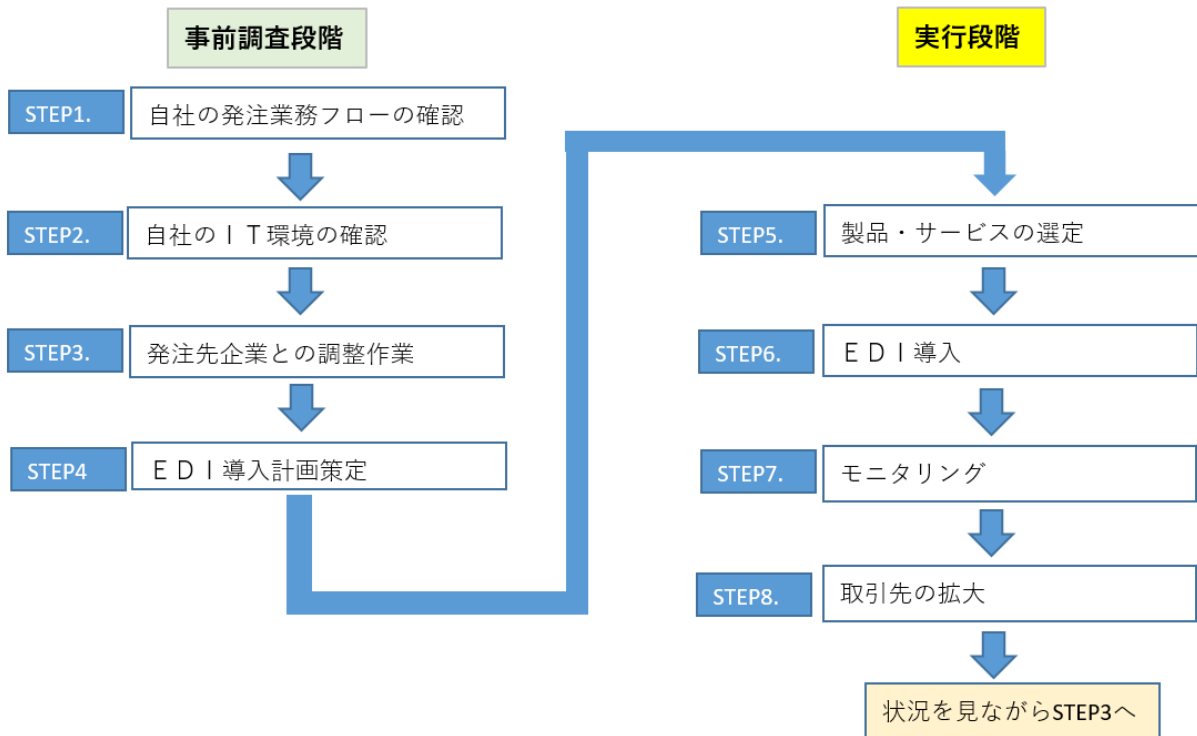 事前調査段階
STEP1.
自社の発注業務フローの確認
STEP2.
自社のＩＴ環境の確認
STEP3.
発注先企業との調整作業
STEP4
ＥＤＩ導入計画策定
実行段階
STEP5.
製品・サービスの選定
STEP6.
ＥＤＩ導入
STEP7.
モニタリング
STEP8.
取引先の拡大
状況を見ながらSTEP3へ